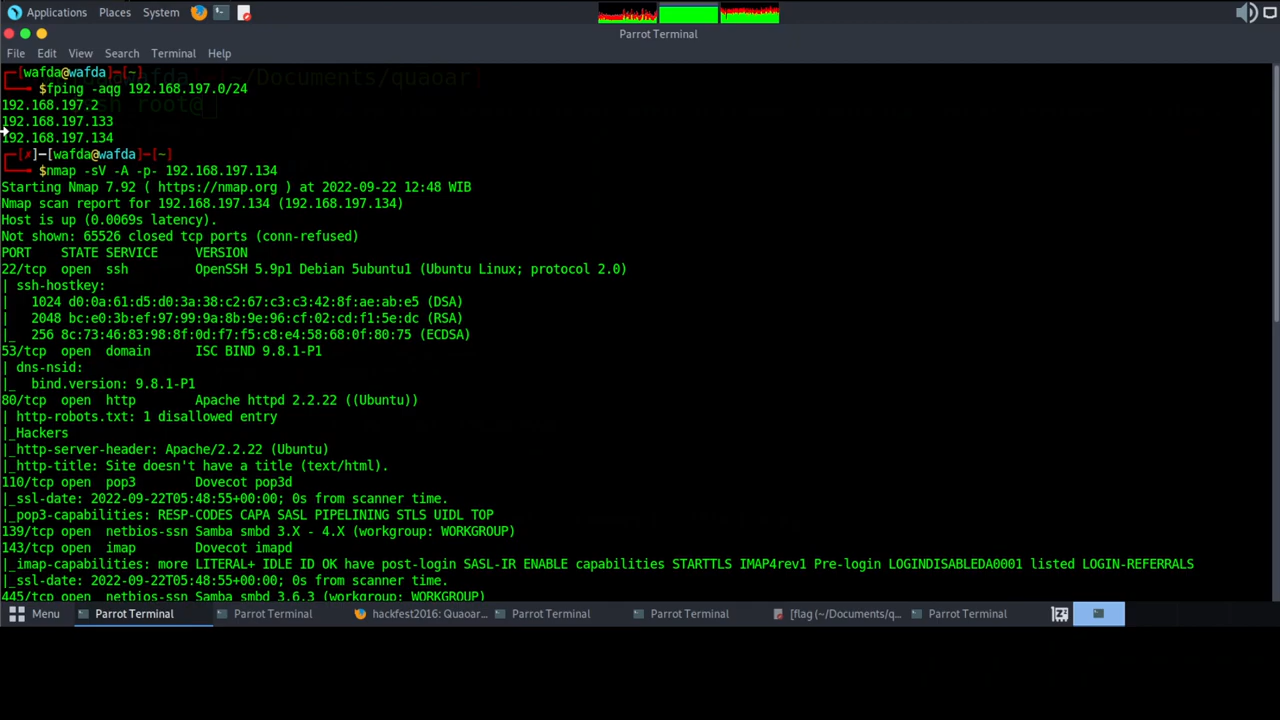 Applications Places System
Parrot Terminal
File Edit View Search Terminal Help
┌─[wafda@wafda]─[~]
└──╼ $fping -aqg 192.168.197.0/24
192.168.197.2
192.168.197.133
192.168.197.134
┌─[✗]─[wafda@wafda]─[~]
└──╼ $nmap -sV -A -p- 192.168.197.134
Starting Nmap 7.92 ( https://nmap.org ) at 2022-09-22 12:48 WIB
Nmap scan report for 192.168.197.134 (192.168.197.134)
Host is up (0.0069s latency).
Not shown: 65526 closed tcp ports (conn-refused)
PORT    STATE SERVICE     VERSION
22/tcp  open  ssh         OpenSSH 5.9p1 Debian 5ubuntu1 (Ubuntu Linux; protocol 2.0)
| ssh-hostkey:
|   1024 d0:0a:61:d5:d0:3a:38:c2:67:c3:c3:42:8f:ae:ab:e5 (DSA)
|   2048 bc:e0:3b:ef:97:99:9a:8b:9e:96:cf:02:cd:f1:5e:dc (RSA)
|_  256 8c:73:46:83:98:8f:0d:f7:f5:c8:e4:58:68:0f:80:75 (ECDSA)
53/tcp  open  domain      ISC BIND 9.8.1-P1
| dns-nsid:
|_  bind.version: 9.8.1-P1
80/tcp  open  http        Apache httpd 2.2.22 ((Ubuntu))
| http-robots.txt: 1 disallowed entry
|_Hackers
|_http-server-header: Apache/2.2.22 (Ubuntu)
|_http-title: Site doesn't have a title (text/html).
110/tcp open  pop3        Dovecot pop3d
|_ssl-date: 2022-09-22T05:48:55+00:00; 0s from scanner time.
|_pop3-capabilities: RESP-CODES CAPA SASL PIPELINING STLS UIDL TOP
139/tcp open  netbios-ssn Samba smbd 3.X - 4.X (workgroup: WORKGROUP)
143/tcp open  imap        Dovecot imapd
|_imap-capabilities: more LITERAL+ IDLE ID OK have post-login SASL-IR ENABLE capabilities STARTTLS IMAP4rev1 Pre-login LOGINDISABLEDA0001 listed LOGIN-REFERRALS
|_ssl-date: 2022-09-22T05:48:55+00:00; 0s from scanner time.
445/tcp open  netbios-ssn Samba smbd 3.6.3 (workgroup: WORKGROUP)
Menu Parrot Terminal Parrot Terminal hackfest2016: Quaoar... Parrot Terminal Parrot Terminal [flag (~/Documents/q... Parrot Terminal